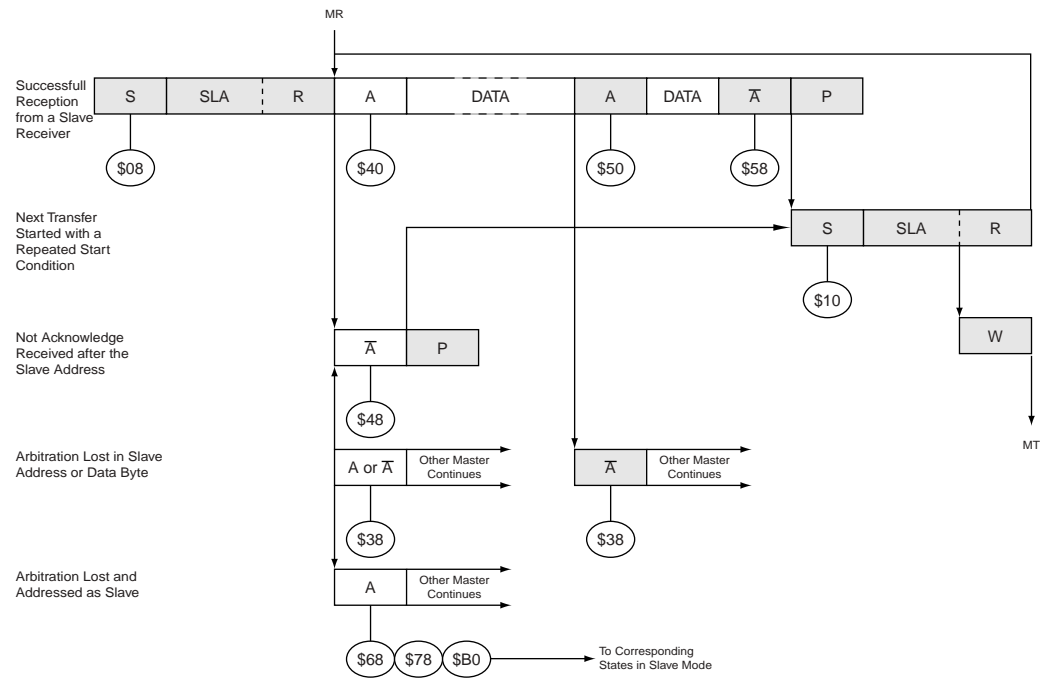 MR
Successfull
Reception
from a Slave
Receiver
S SLA R A DATA A DATA A̅ P
$08 $40 $50 $58
Next Transfer
Started with a
Repeated Start
Condition
S SLA R
$10
Not Acknowledge
Received after the
Slave Address
A̅ P
W
$48
MT
Arbitration Lost in Slave
Address or Data Byte
A or A̅
Other Master
Continues
A̅
Other Master
Continues
$38 $38
Arbitration Lost and
Addressed as Slave
A
Other Master
Continues
$68 $78 $B0
To Corresponding
States in Slave Mode